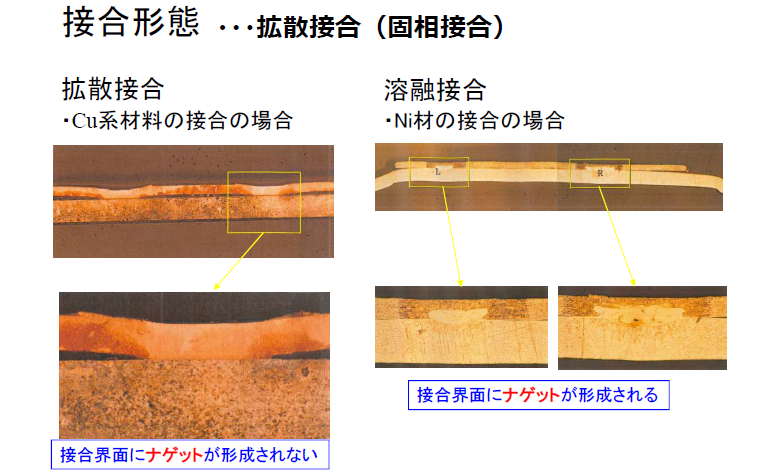 接合形態 ･･･拡散接合（固相接合）
拡散接合
・Cu系材料の接合の場合
溶融接合
・Ni材の接合の場合
L
R
接合界面にナゲットが形成される
接合界面にナゲットが形成されない